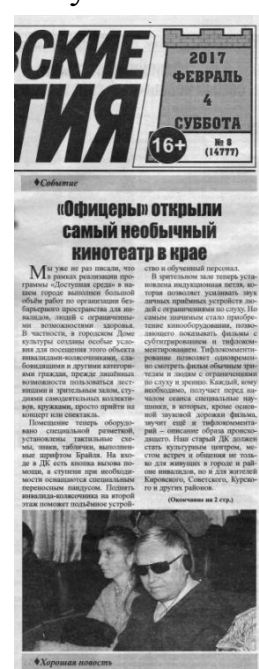 СКИЕ
ТИЯ
2017
ФЕВРАЛЬ
4
СУББОТА
16+
№ 8
(14777)
♦Событие
«Офицеры» открыли
самый необычный
кинотеатр в крае
Мы уже не раз писали, что
в рамках реализации про-
граммы «Доступная среда» в на-
шем городе выполнен большой
объём работ по организации без-
барьерного пространства для ин-
валидов, людей с ограниченны-
ми возможностями здоровья.
В частности, в городском Доме
культуры созданы особые усло-
вия для посещения этого объекта
инвалидами-колясочниками, сла-
бовидящими и другими категори-
ями граждан, прежде лишённых
возможности пользоваться лест-
ницами и зрительным залом, сту-
диями самодеятельных коллекти-
вов, кружками, просто прийти на
концерт или спектакль.
Помещение теперь оборудо-
вано специальной разметкой,
установлены тактильные схе-
мы, знаки, таблички, выполнен-
ные шрифтом Брайля. На вхо-
де в ДК есть кнопка вызова по-
мощи, а ступени при необходи-
мости оснащаются специальным
переносным пандусом. Поднять
инвалида-колясочника на второй
этаж поможет подъёмное устрой-
ство и обученный персонал.
В зрительном зале теперь уста-
новлена индукционная петля, ко-
торая позволяет усиливать звук
личных приёмных устройств лю-
дей с ограничениями по слуху. Но
самым значимым стало приобре-
тение кинооборудования, позво-
ляющего показывать фильмы с
субтитрированием и тифлоком-
ментированием. Тифлокомменти-
рование позволяет одновремен-
но смотреть фильм обычным зри-
телям и людям с ограничениями
по слуху и зрению. Каждый, кому
необходимо, получает перед на-
чалом сеанса специальные нау-
шники, в которых, кроме основ-
ной звуковой дорожки фильма,
звучит ещё и тифлокоммента-
рий – описание образа происхо-
дящего. Наш старый ДК должен
стать культурным центром, ме-
стом встреч и общения не толь-
ко для живущих в городе и рай-
оне инвалидов, но и для жителей
Кировского, Советского, Курско-
го и других районов.
(Окончание на 2 стр.)
♦Хорошая новость